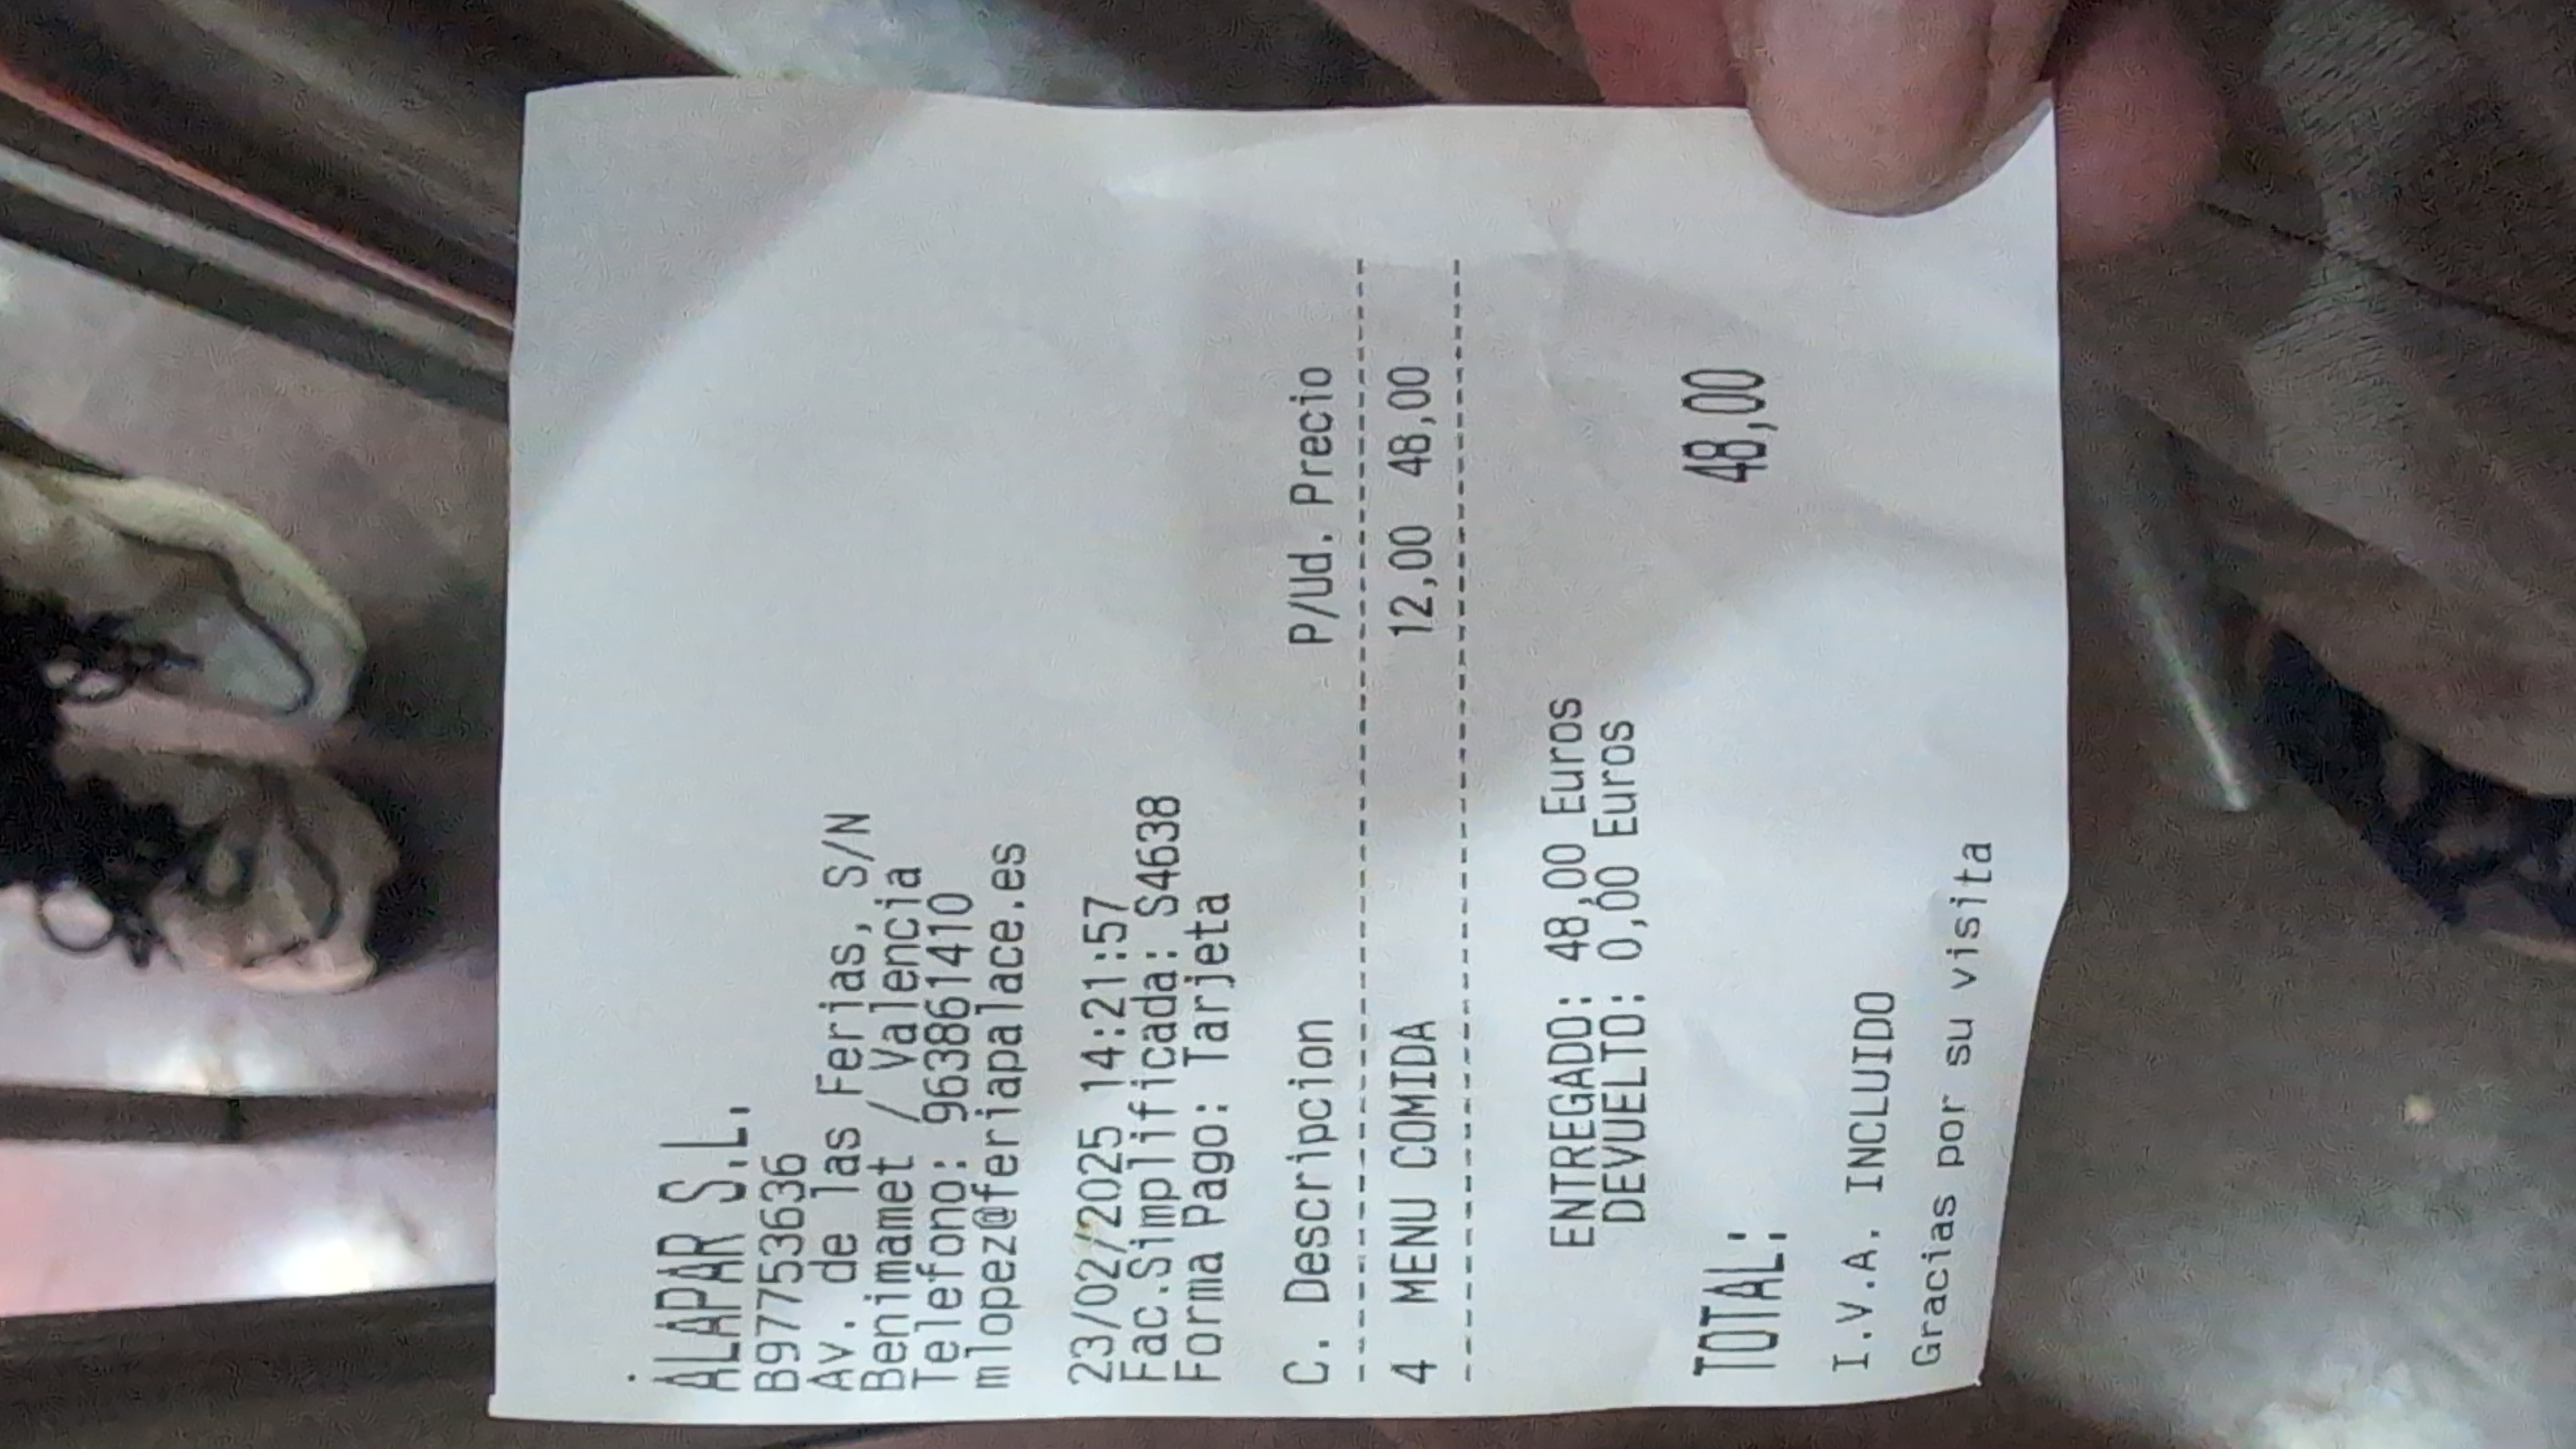 ALAPAR S.L.
B97753636
Av. de las Ferias, S/N
Benimamet / Valencia
Telefono: 963861410
mlopez@feriapalace.es
23/02/2025 14:21:57
Fac.Simplificada: S4638
Forma Pago: Tarjeta
C. Descripcion P/Ud. Precio
4 MENU COMIDA 12,00 48,00
ENTREGADO: 48,00 Euros
DEVUELTO: 0,00 Euros
TOTAL: 48,00
I.V.A. INCLUIDO
Gracias por su visita